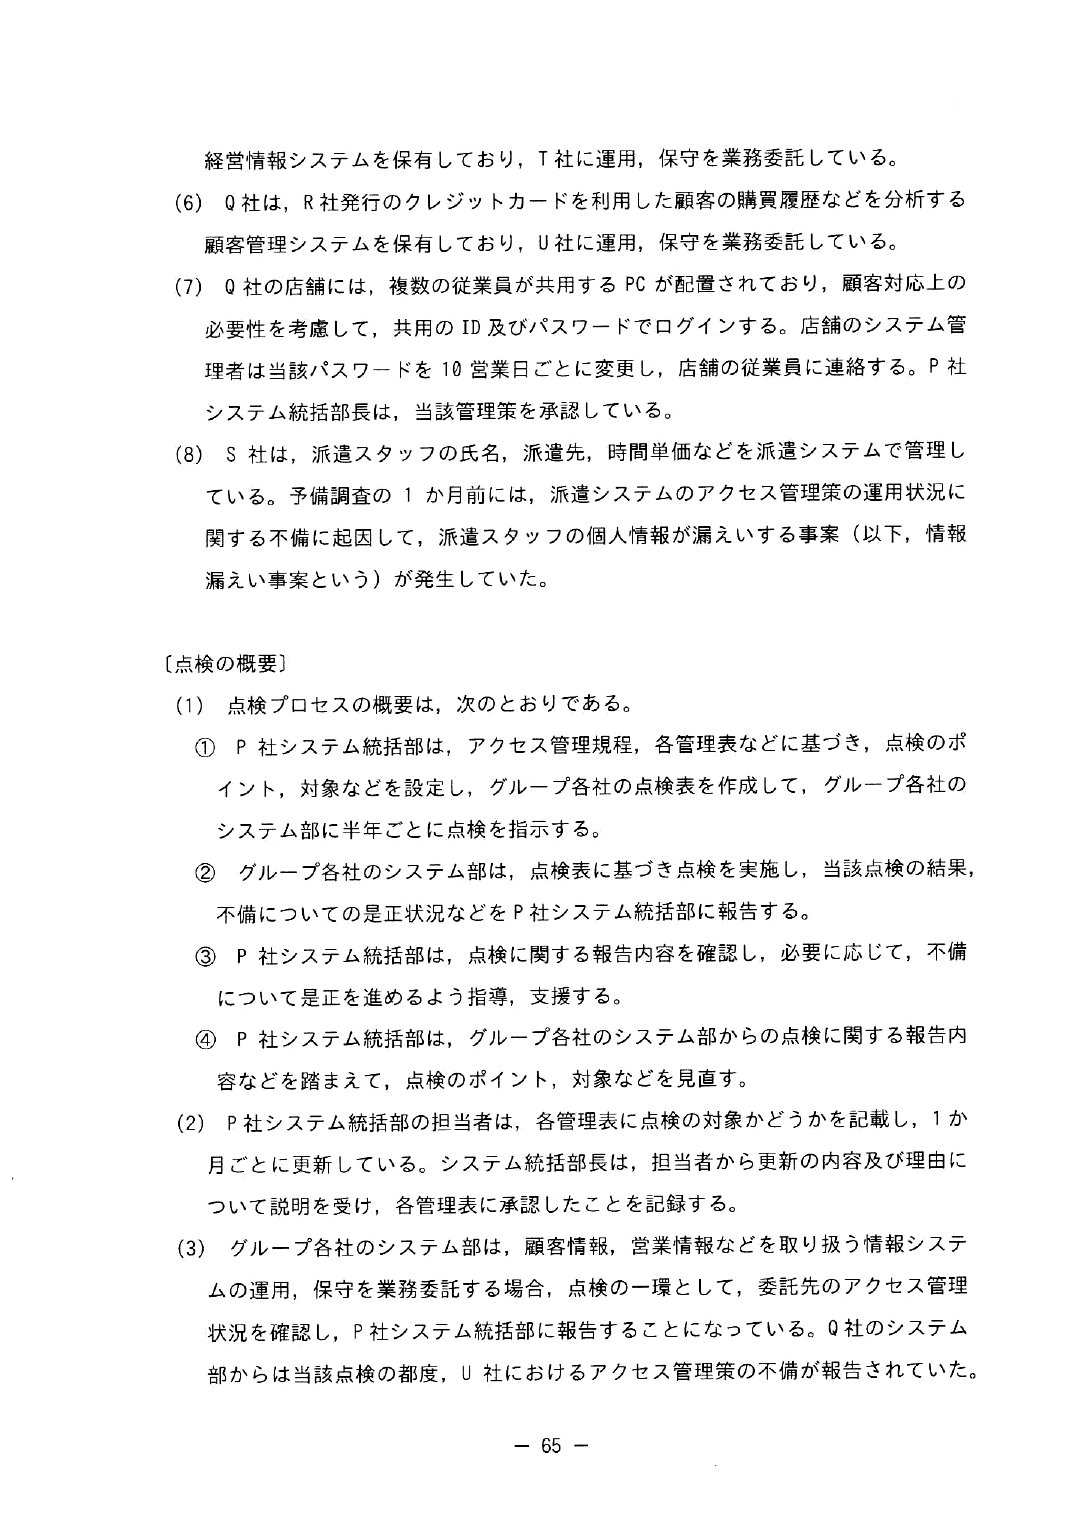 経営情報システムを保有しており，T社に運用，保守を業務委託している。
(6) Q社は，R社発行のクレジットカードを利用した顧客の購買履歴などを分析する
顧客管理システムを保有しており，U社に運用，保守を業務委託している。
(7) Q社の店舗には，複数の従業員が共用するPCが配置されており，顧客対応上の
必要性を考慮して，共用のID及びパスワードでログインする。店舗のシステム管
理者は当該パスワードを10営業日ごとに変更し，店舗の従業員に連絡する。P社
システム統括部長は，当該管理策を承認している。
(8) S社は，派遣スタッフの氏名，派遣先，時間単価などを派遣システムで管理し
ている。予備調査の1か月前には，派遣システムのアクセス管理策の運用状況に
関する不備に起因して，派遣スタッフの個人情報が漏えいする事案（以下，情報
漏えい事案という）が発生していた。
〔点検の概要〕
(1) 点検プロセスの概要は，次のとおりである。
① P社システム統括部は，アクセス管理規程，各管理表などに基づき，点検のポ
イント，対象などを設定し，グループ各社の点検表を作成して，グループ各社の
システム部に半年ごとに点検を指示する。
② グループ各社のシステム部は，点検表に基づき点検を実施し，当該点検の結果，
不備についての是正状況などをP社システム統括部に報告する。
③ P社システム統括部は，点検に関する報告内容を確認し，必要に応じて，不備
について是正を進めるよう指導，支援する。
④ P社システム統括部は，グループ各社のシステム部からの点検に関する報告内
容などを踏まえて，点検のポイント，対象などを見直す。
(2) P社システム統括部の担当者は，各管理表に点検の対象かどうかを記載し，1か
月ごとに更新している。システム統括部長は，担当者から更新の内容及び理由に
ついて説明を受け，各管理表に承認したことを記録する。
(3) グループ各社のシステム部は，顧客情報，営業情報などを取り扱う情報システ
ムの運用，保守を業務委託する場合，点検の一環として，委託先のアクセス管理
状況を確認し，P社システム統括部に報告することになっている。Q社のシステム
部からは当該点検の都度，U社におけるアクセス管理策の不備が報告されていた。
－ 65 －